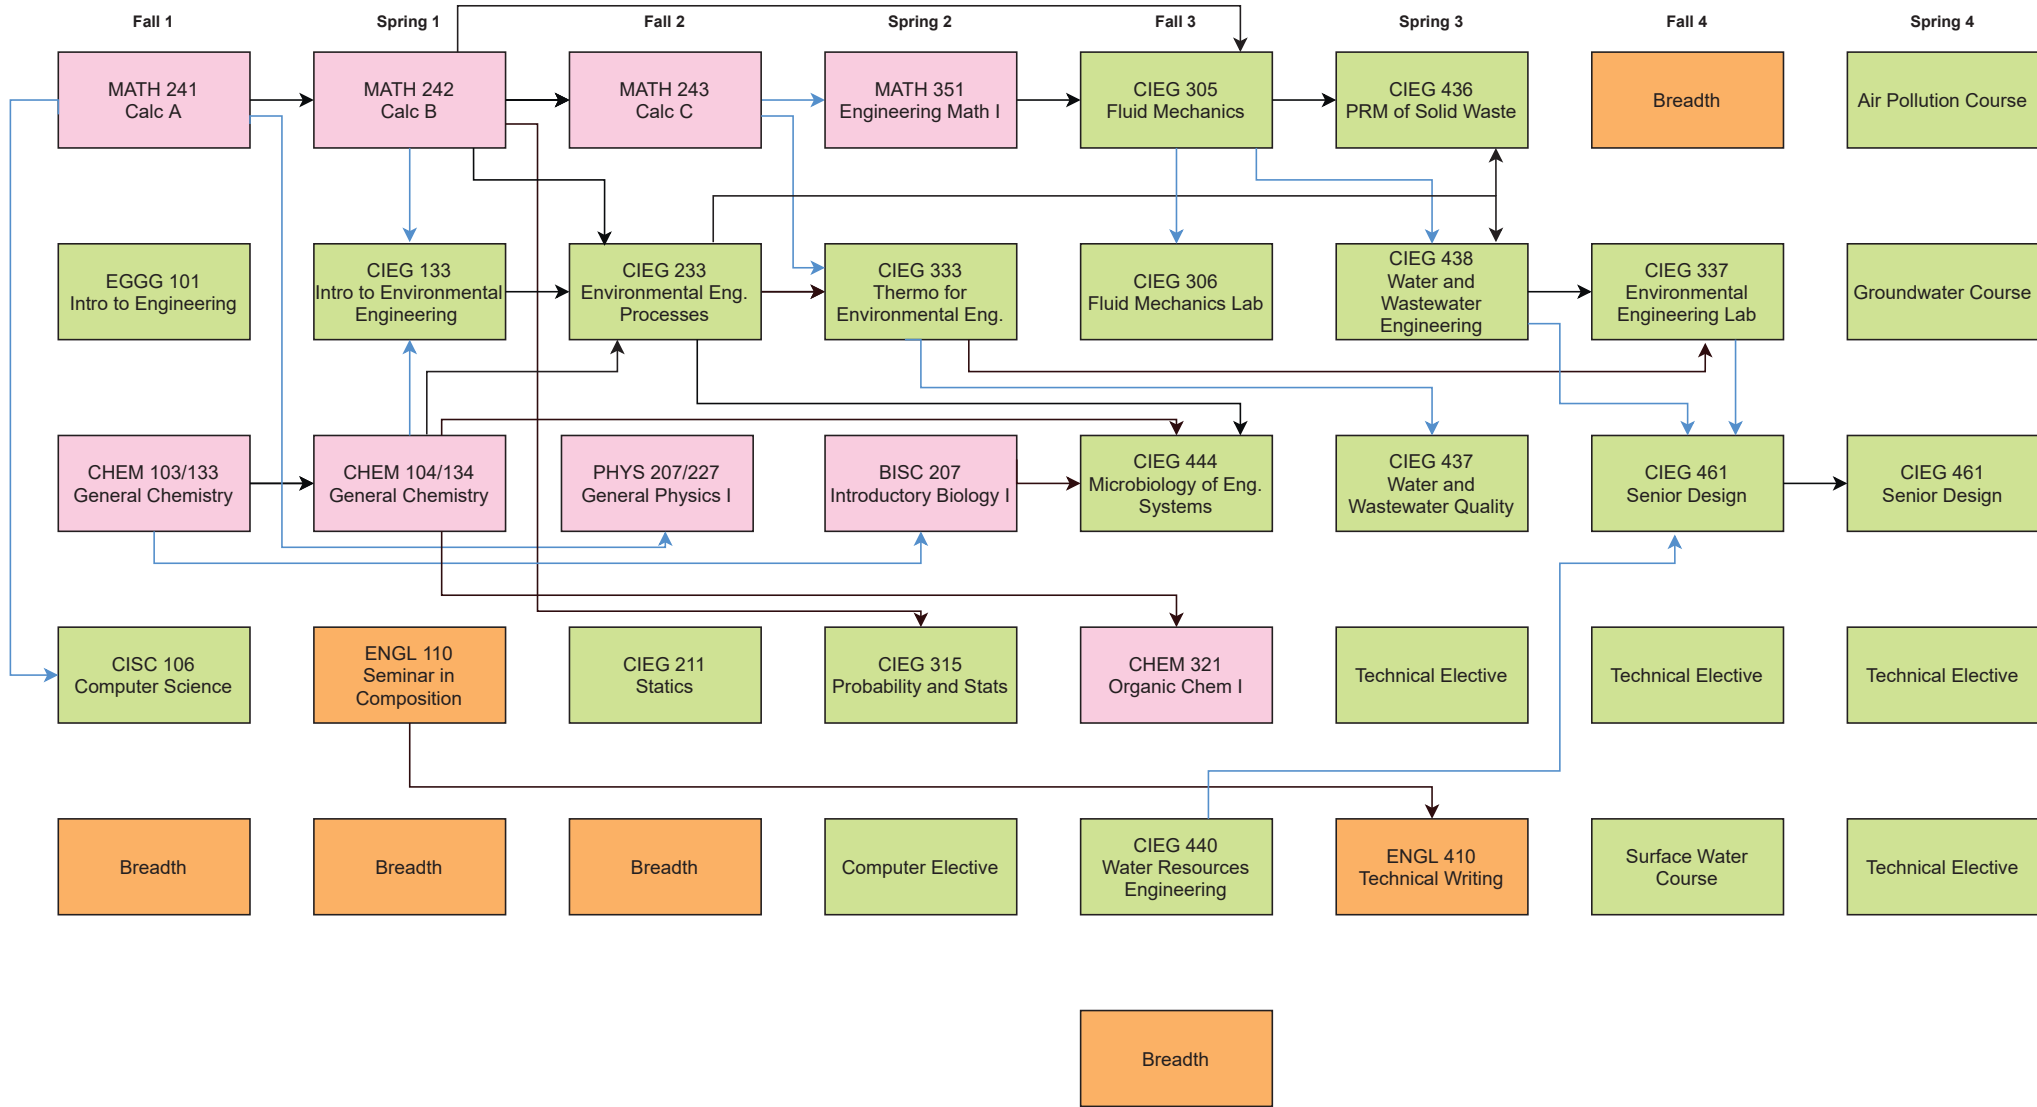 Fall 1
Spring 1
Fall 2
Spring 2
Fall 3
Spring 3
Fall 4
Spring 4
MATH 241
Calc A
MATH 242
Calc B
MATH 243
Calc C
MATH 351
Engineering Math I
CIEG 305
Fluid Mechanics
CIEG 436
PRM of Solid Waste
Breadth
Air Pollution Course
EGGG 101
Intro to Engineering
CIEG 133
Intro to Environmental
Engineering
CIEG 233
Environmental Eng.
Processes
CIEG 333
Thermo for
Environmental Eng.
CIEG 306
Fluid Mechanics Lab
CIEG 438
Water and
Wastewater
Engineering
CIEG 337
Environmental
Engineering Lab
Groundwater Course
CHEM 103/133
General Chemistry
CHEM 104/134
General Chemistry
PHYS 207/227
General Physics I
BISC 207
Introductory Biology I
CIEG 444
Microbiology of Eng.
Systems
CIEG 437
Water and
Wastewater Quality
CIEG 461
Senior Design
CIEG 461
Senior Design
CISC 106
Computer Science
ENGL 110
Seminar in
Composition
CIEG 211
Statics
CIEG 315
Probability and Stats
CHEM 321
Organic Chem I
Technical Elective
Technical Elective
Technical Elective
Breadth
Breadth
Breadth
Computer Elective
CIEG 440
Water Resources
Engineering
ENGL 410
Technical Writing
Surface Water
Course
Technical Elective
Breadth